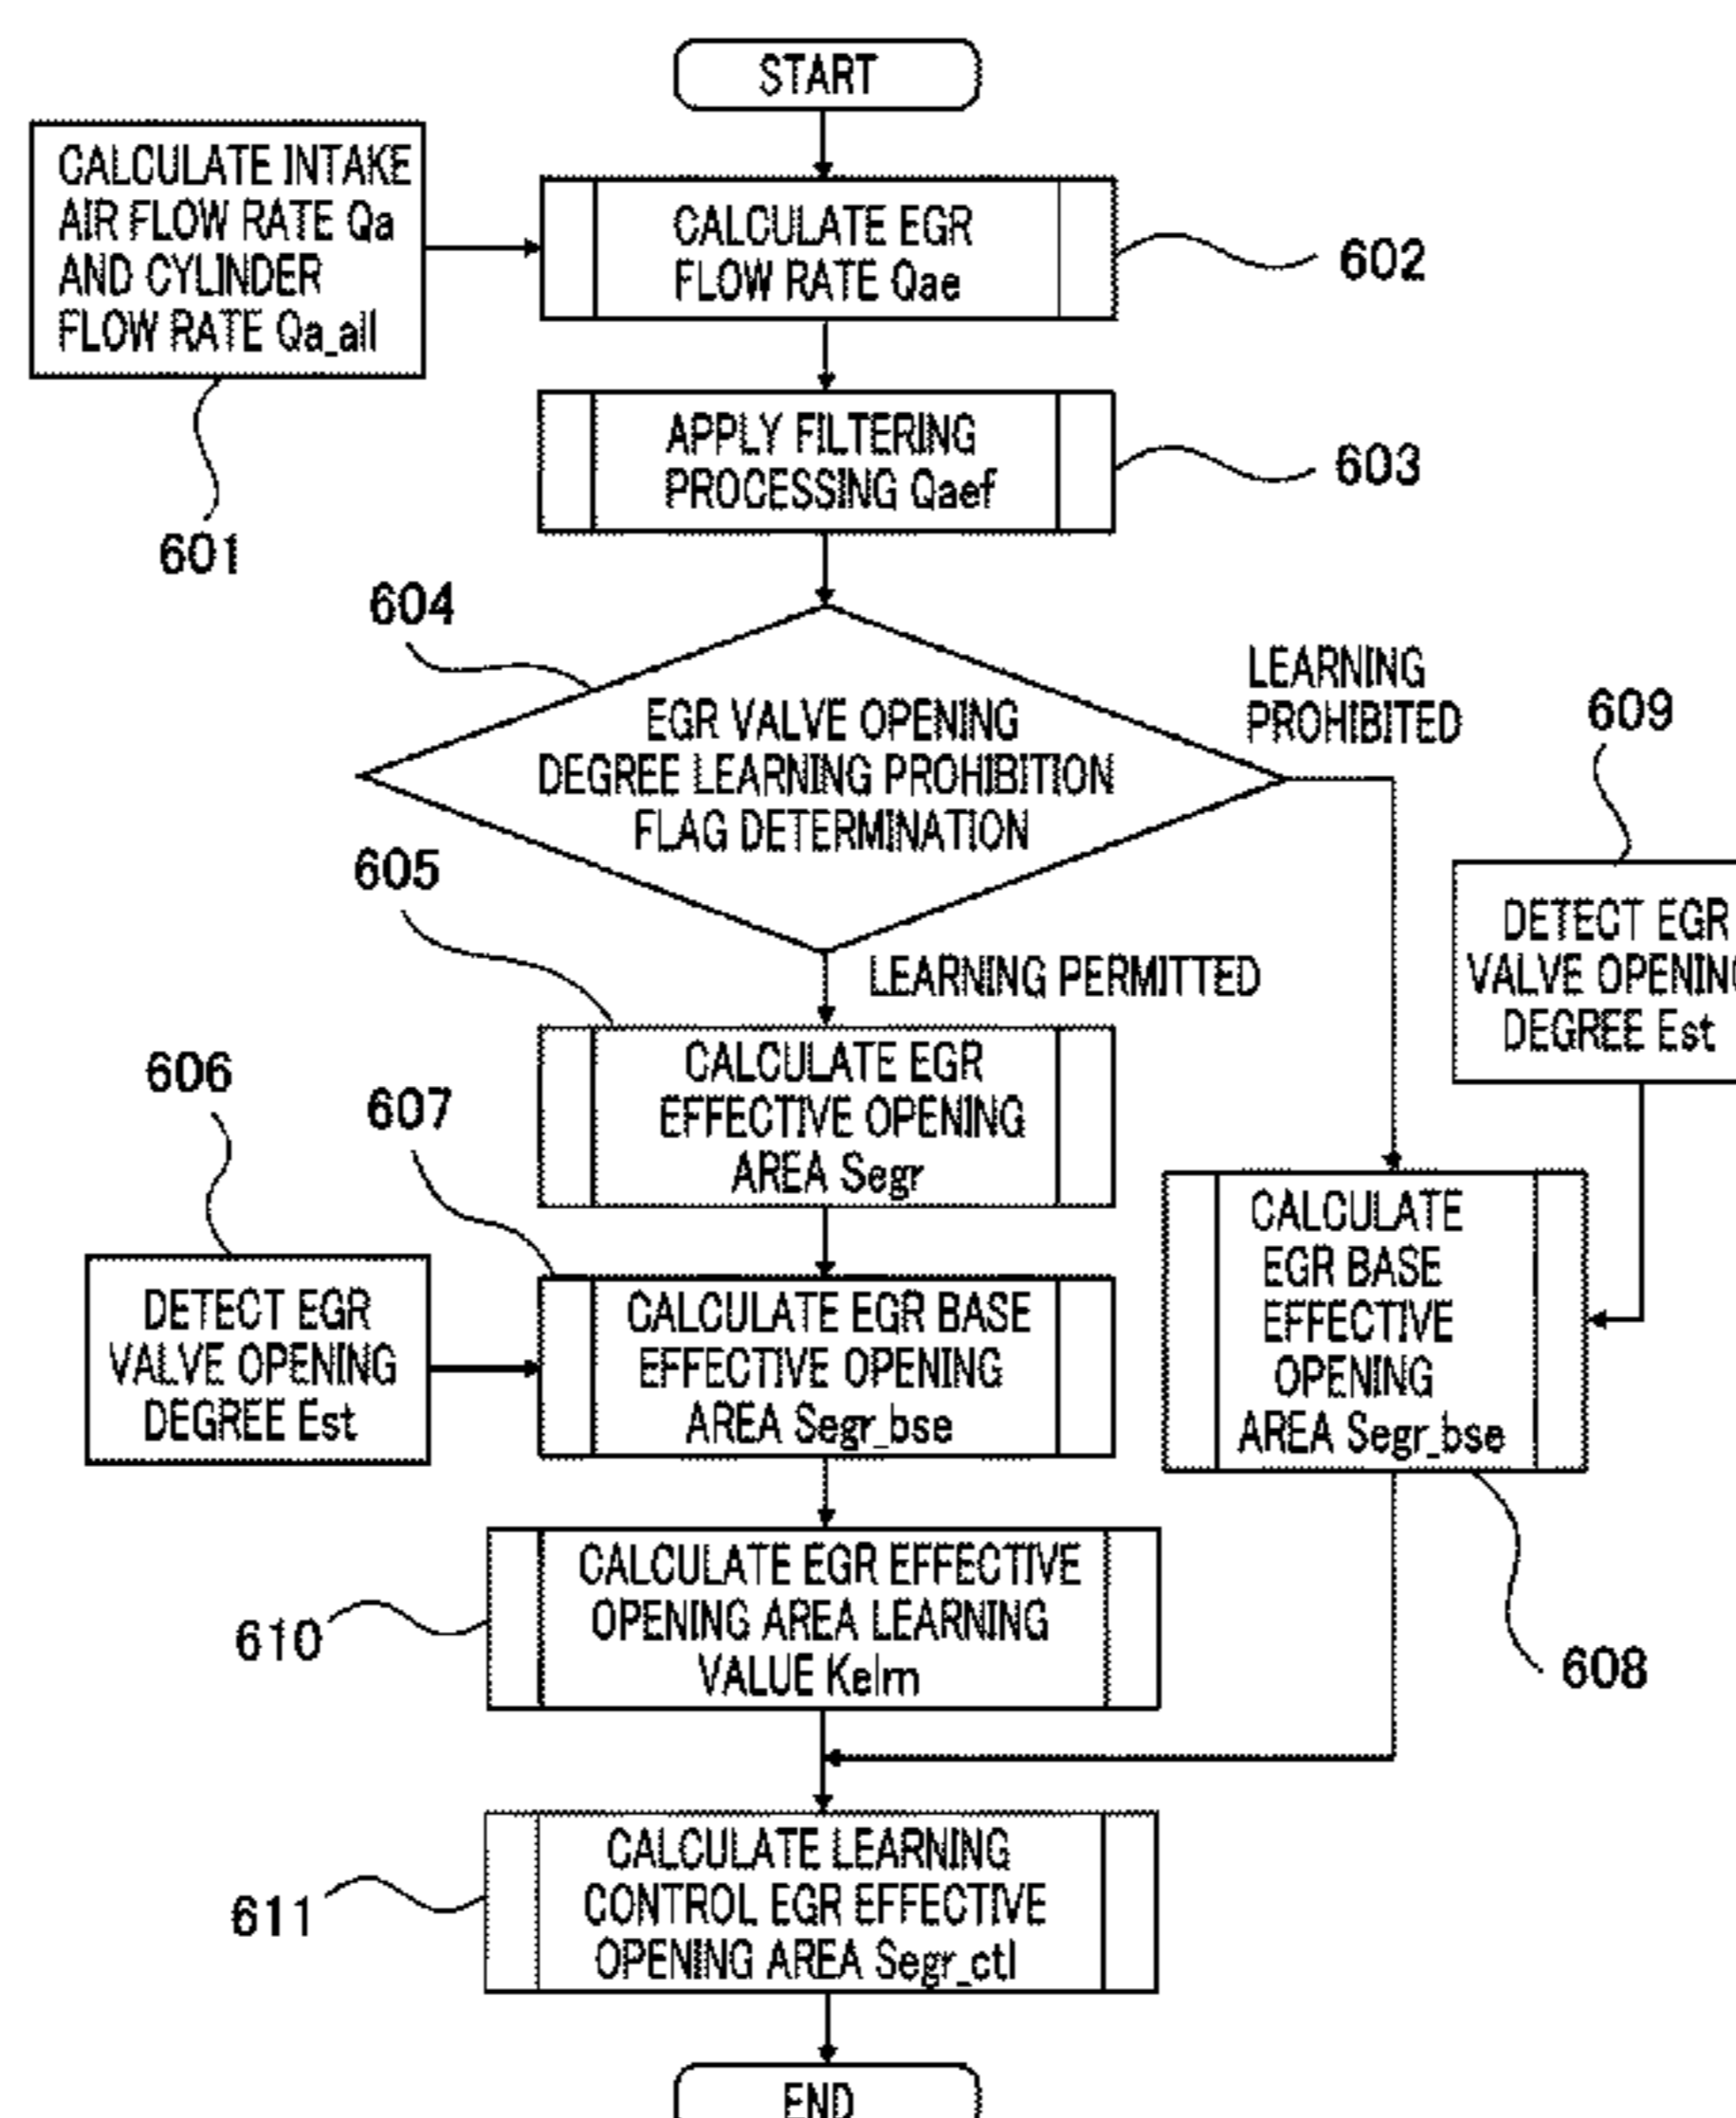 START
CALCULATE INTAKE
AIR FLOW RATE Qa
AND CYLINDER
FLOW RATE Qa_all
601
CALCULATE EGR
FLOW RATE Qae
602
APPLY FILTERING
PROCESSING Qaef
603
604
EGR VALVE OPENING
DEGREE LEARNING PROHIBITION
FLAG DETERMINATION
LEARNING
PROHIBITED
609
DETECT EGR
VALVE OPENING
DEGREE Est
605
LEARNING PERMITTED
CALCULATE EGR
EFFECTIVE OPENING
AREA Segr
606
607
DETECT EGR
VALVE OPENING
DEGREE Est
CALCULATE EGR BASE
EFFECTIVE OPENING
AREA Segr_bse
CALCULATE
EGR BASE
EFFECTIVE
OPENING
AREA Segr_bse
608
CALCULATE EGR EFFECTIVE
OPENING AREA LEARNING
VALUE Kelrn
610
CALCULATE LEARNING
CONTROL EGR EFFECTIVE
OPENING AREA Segr_ctl
611
END